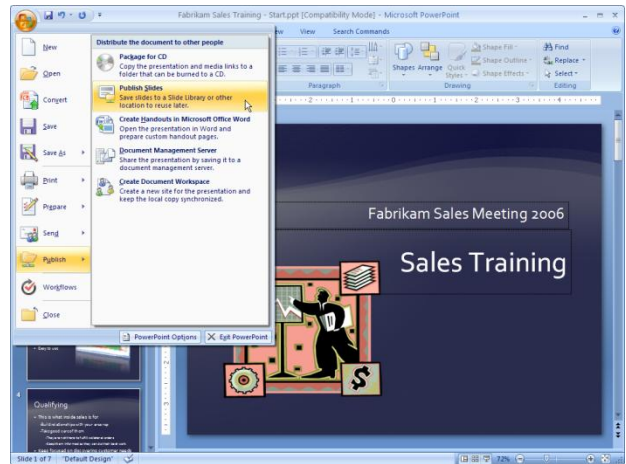 Fabrikam Sales Training - Start.ppt [Compatibility Mode] - Microsoft PowerPoint
View
Search Commands
New
Open
Convert
Save
Save As
Print
Prepare
Send
Publish
Workflows
Close
Distribute the document to other people
Package for CD
Copy the presentation and media links to a
folder that can be burned to a CD.
Publish Slides
Save slides to a Slide Library or other
location to reuse later.
Create Handouts in Microsoft Office Word
Open the presentation in Word and
prepare custom handout pages.
Document Management Server
Share the presentation by saving it to a
document management server.
Create Document Workspace
Create a new site for the presentation and
keep the local copy synchronized.
PowerPoint Options
Exit PowerPoint
Shapes
Arrange
Quick
Styles
Shape Fill
Shape Outline
Shape Effects
Find
Replace
Select
Paragraph
Drawing
Editing
Fabrikam Sales Meeting 2006
Sales Training
$
4
Qualifying
Slide 1 of 7
"Default Design"
72%